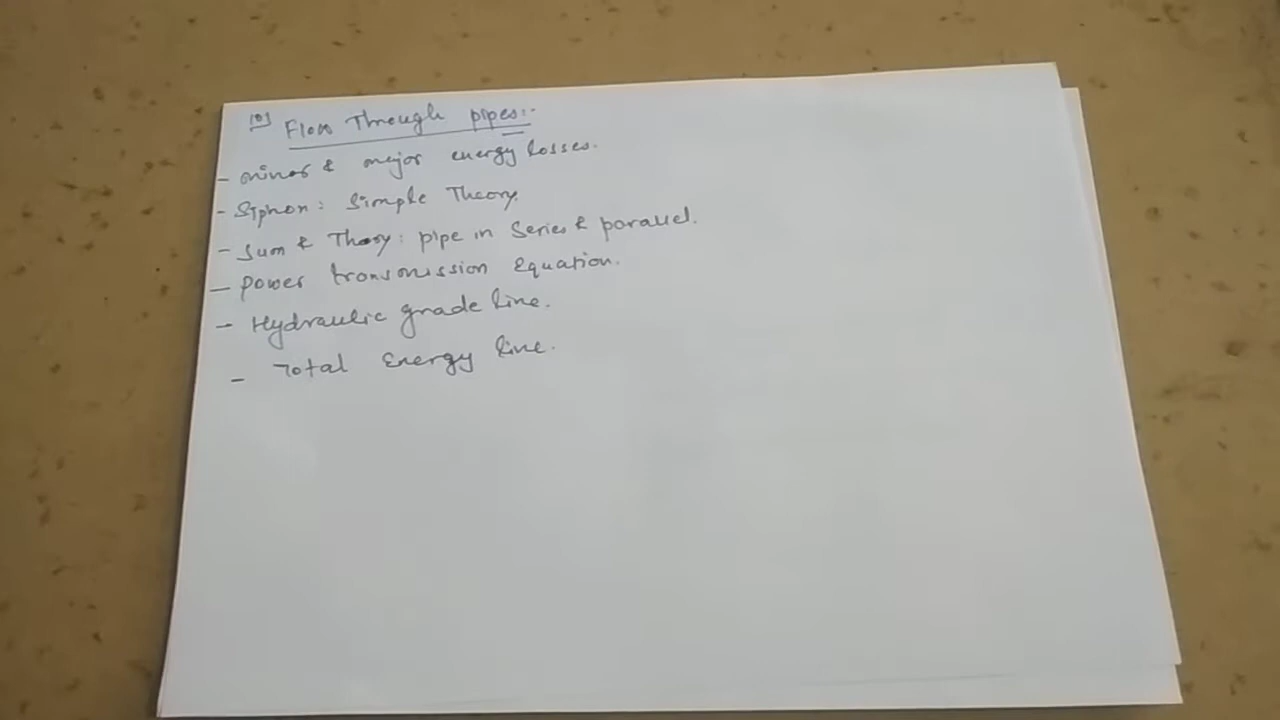 10] Flow Through pipes:-
- minor & major energy losses.
- Siphon: Simple Theory.
- Sum & Theory: pipe in Series & parallel.
- Power transmission Equation.
- Hydraulic grade line.
- Total Energy line.